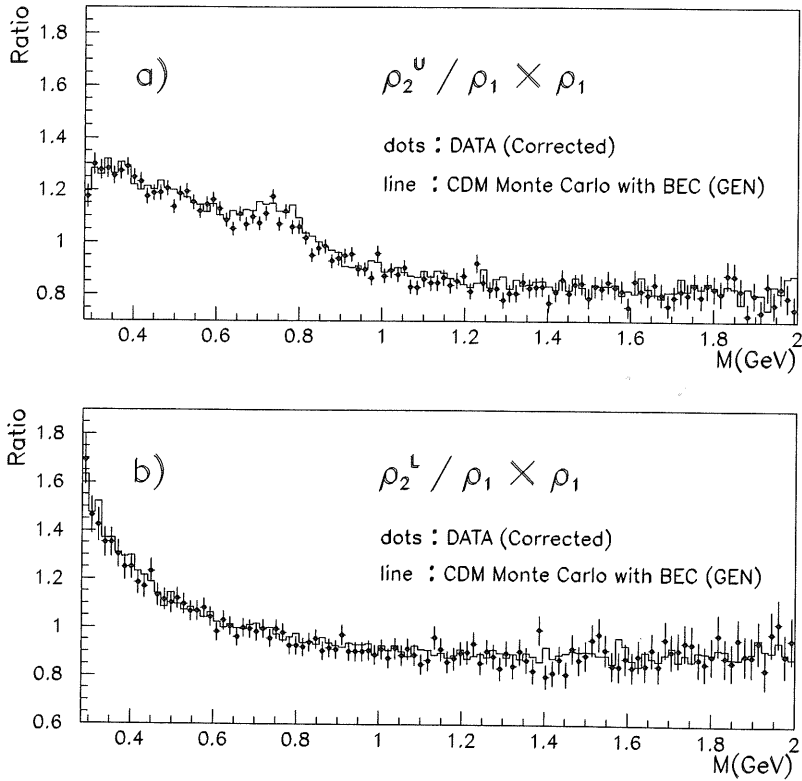 Ratio
1.8
a)
ρ₂ᵁ / ρ₁ × ρ₁
1.6
dots : DATA (Corrected)
1.4
line : CDM Monte Carlo with BEC (GEN)
1.2
1
0.8
0.4 0.6 0.8 1 1.2 1.4 1.6 1.8 2
M(GeV)
Ratio
1.8
b)
ρ₂ᴸ / ρ₁ × ρ₁
1.6
1.4
dots : DATA (Corrected)
line : CDM Monte Carlo with BEC (GEN)
1.2
1
0.8
0.6
0.4 0.6 0.8 1 1.2 1.4 1.6 1.8 2
M(GeV)